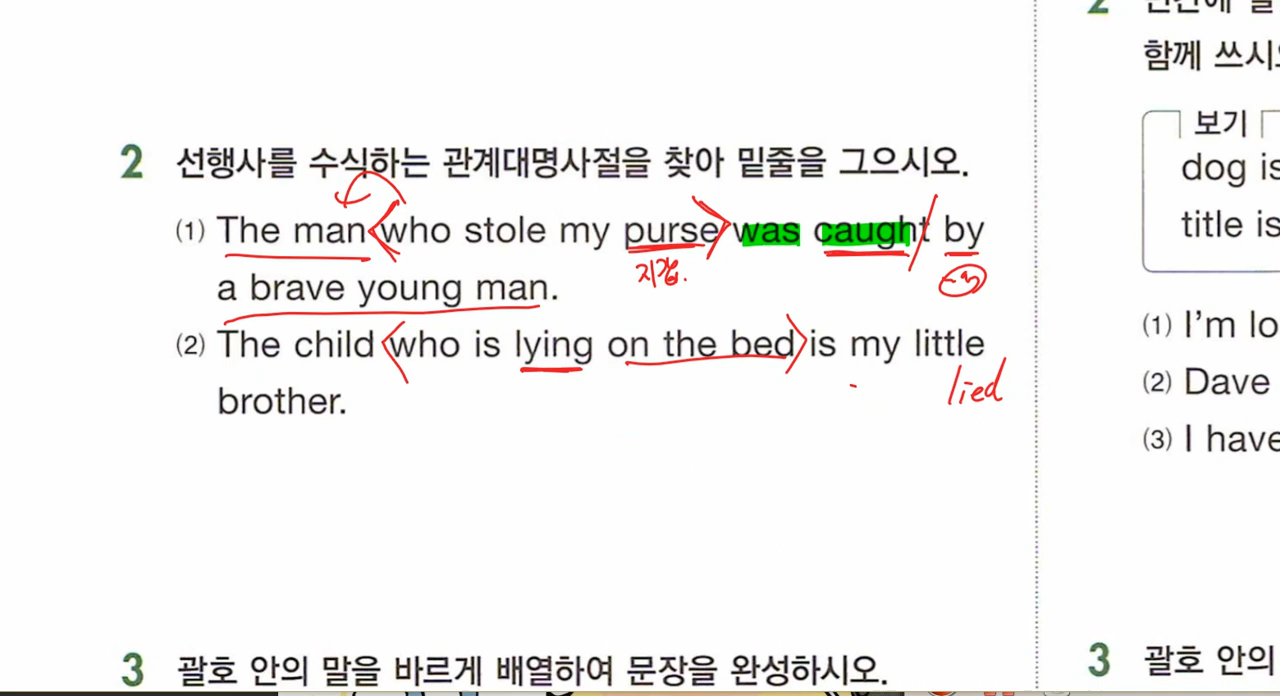 2 선행사를 수식하는 관계대명사절을 찾아 밑줄을 그으시오.
(1) The man who stole my purse was caught by
지갑.
a brave young man.
(2) The child who is lying on the bed is my little
lied
brother.
3 괄호 안의 말을 바르게 배열하여 문장을 완성하시오.
2
함께 쓰시오
보기
dog is
title is
(1) I'm lo
(2) Dave
(3) I have
3 괄호 안의